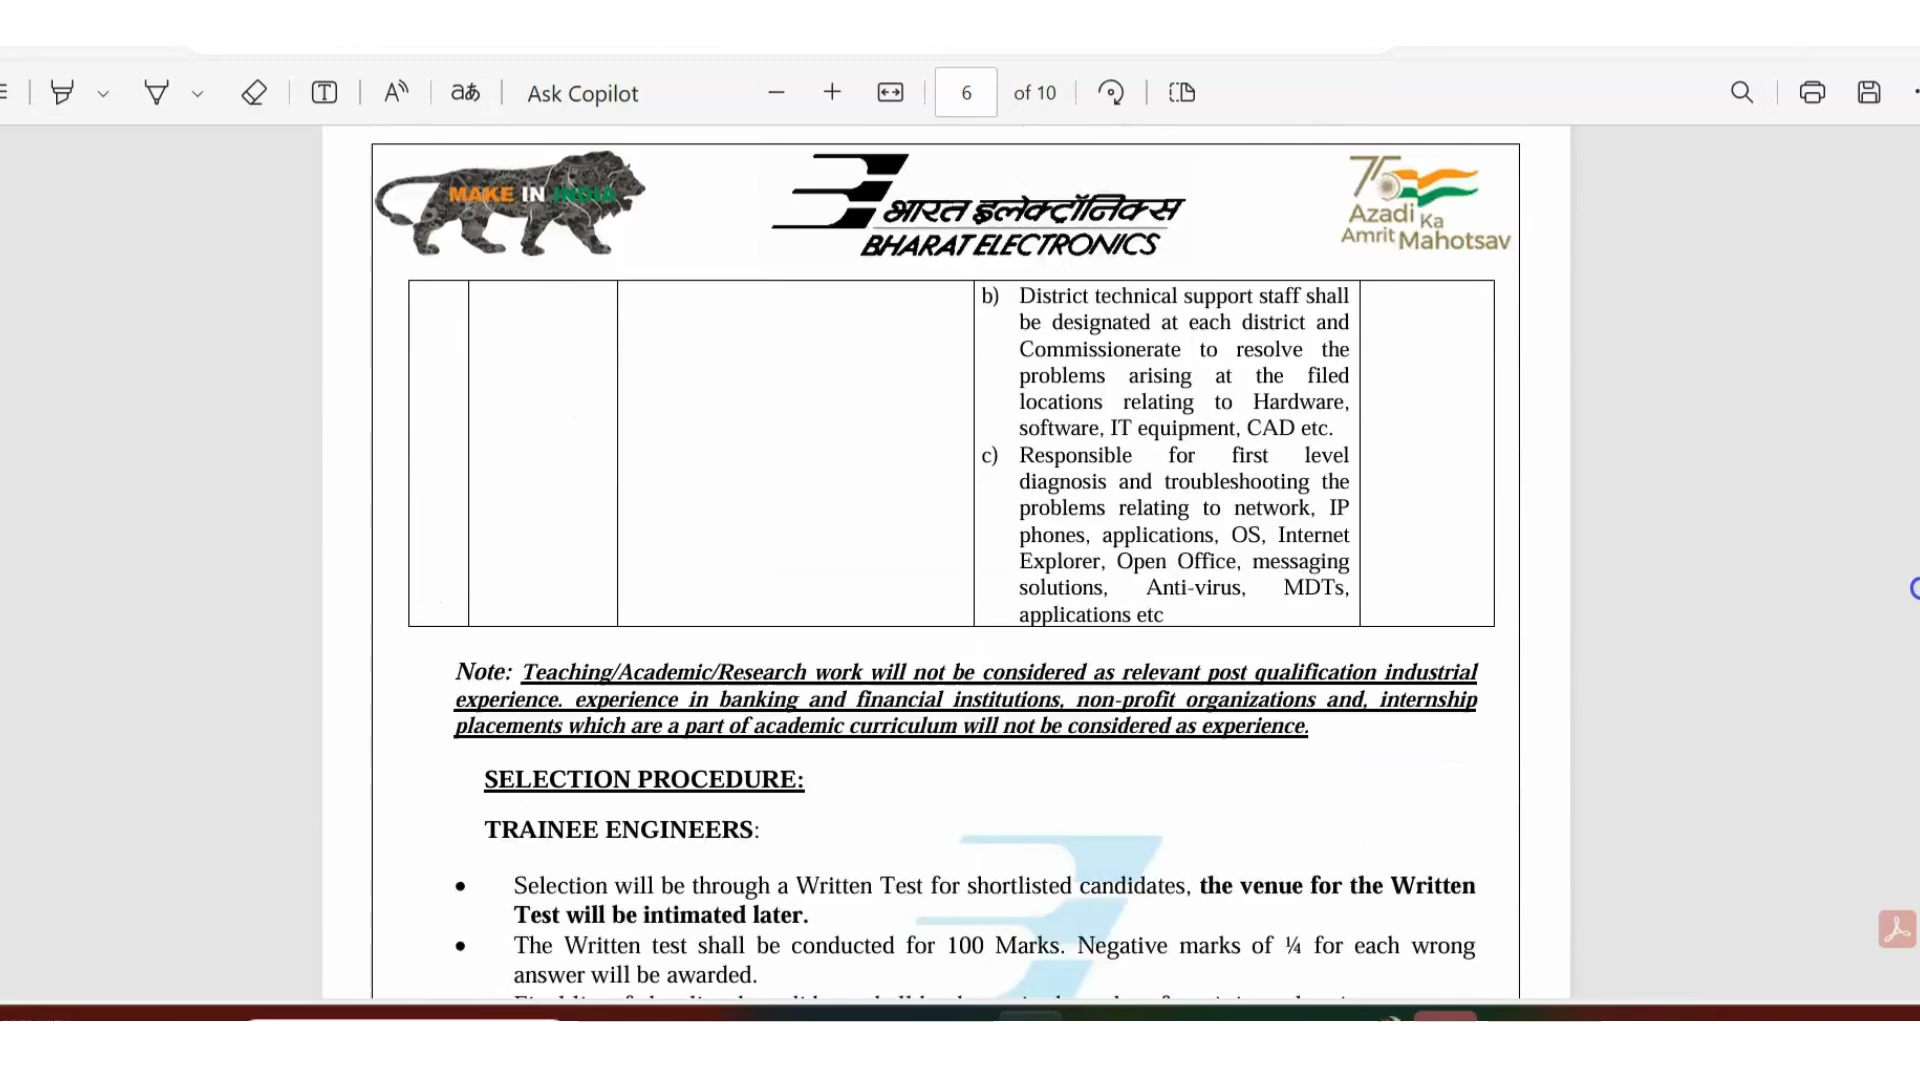 Ask Copilot
6 of 10
MAKE IN INDIA
भारत इलेक्ट्रॉनिक्स
BHARAT ELECTRONICS
75
Azadi Ka
Amrit Mahotsav
b) District technical support staff shall
be designated at each district and
Commissionerate to resolve the
problems arising at the filed
locations relating to Hardware,
software, IT equipment, CAD etc.
c) Responsible for first level
diagnosis and troubleshooting the
problems relating to network, IP
phones, applications, OS, Internet
Explorer, Open Office, messaging
solutions, Anti-virus, MDTs,
applications etc
Note: Teaching/Academic/Research work will not be considered as relevant post qualification industrial
experience. experience in banking and financial institutions, non-profit organizations and, internship
placements which are a part of academic curriculum will not be considered as experience.
SELECTION PROCEDURE:
TRAINEE ENGINEERS:
• Selection will be through a Written Test for shortlisted candidates, the venue for the Written
Test will be intimated later.
• The Written test shall be conducted for 100 Marks. Negative marks of ¼ for each wrong
answer will be awarded.